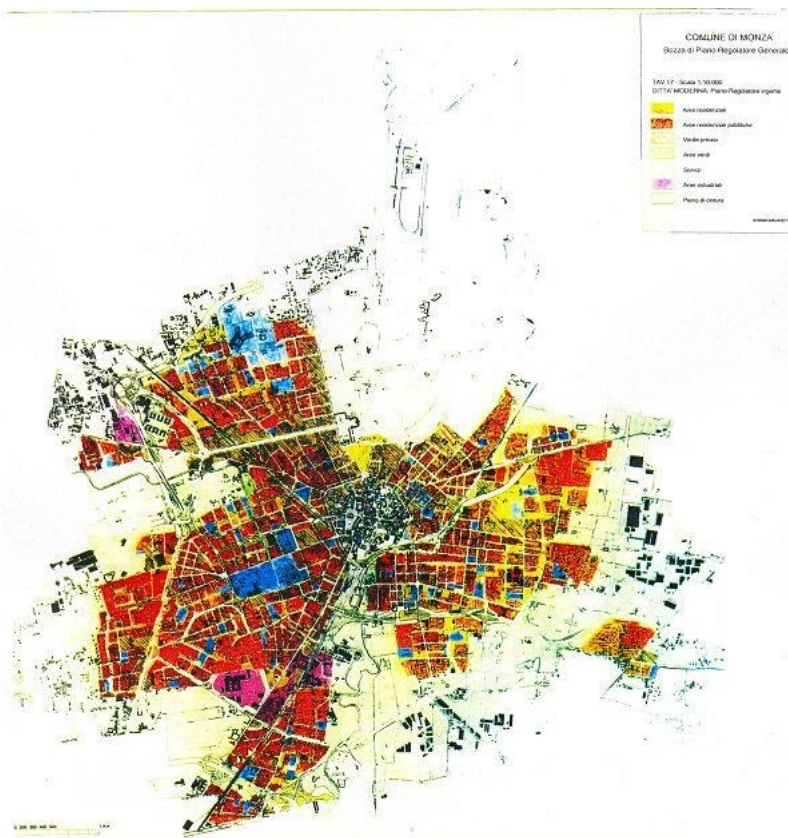 COMUNE DI MONZA
Bozza di Piano Regolatore Generale
TAV.17 - Scala 1:10.000
CITTA' MODERNA: Piano Regolatore vigente
Aree residenziali
Aree residenziali pubbliche
Verde privato
Aree verdi
Servizi
Aree industriali
Parco di cintura